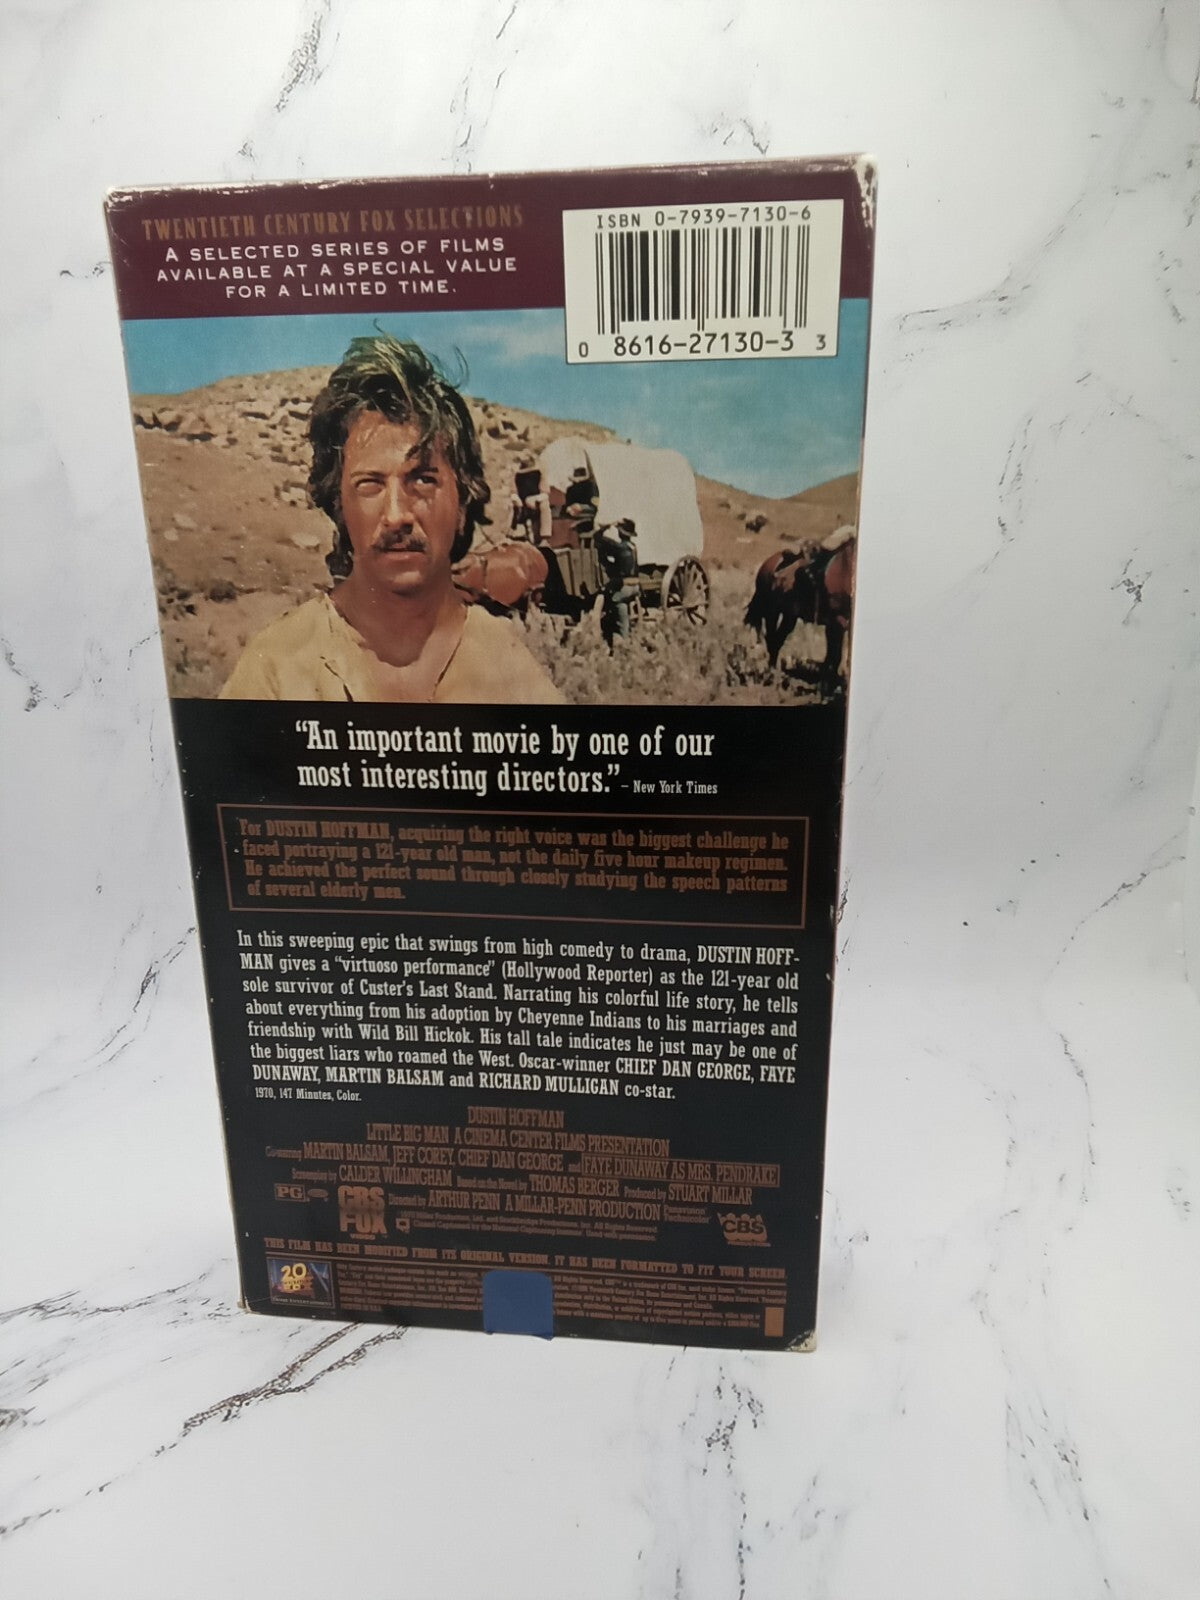 TWENTIETH CENTURY FOX SELECTIONS
A SELECTED SERIES OF FILMS
AVAILABLE AT A SPECIAL VALUE
FOR A LIMITED TIME.
ISBN 0-7939-7130-6
0 8616-27130-3 3
“An important movie by one of our
most interesting directors.” – New York Times
For DUSTIN HOFFMAN, acquiring the right voice was the biggest challenge he
faced portraying a 121-year old man, not the daily five hour makeup regimen.
He achieved the perfect sound through closely studying the speech patterns
of several elderly men.
In this sweeping epic that swings from high comedy to drama, DUSTIN HOFF-
MAN gives a “virtuoso performance” (Hollywood Reporter) as the 121-year old
sole survivor of Custer's Last Stand. Narrating his colorful life story, he tells
about everything from his adoption by Cheyenne Indians to his marriages and
friendship with Wild Bill Hickok. His tall tale indicates he just may be one of
the biggest liars who roamed the West. Oscar-winner CHIEF DAN GEORGE, FAYE
DUNAWAY, MARTIN BALSAM and RICHARD MULLIGAN co-star.
1970, 147 Minutes, Color.
DUSTIN HOFFMAN
LITTLE BIG MAN A CINEMA CENTER FILMS PRESENTATION
Co-starring MARTIN BALSAM, JEFF COREY, CHIEF DAN GEORGE and FAYE DUNAWAY AS MRS. PENDRAKE
Screenplay by CALDER WILLINGHAM Based on the Novel by THOMAS BERGER Produced by STUART MILLAR
Directed by ARTHUR PENN A MILLAR-PENN PRODUCTION Panavision® Technicolor®
PG
CBS
FOX
VIDEO
CBS
THIS FILM HAS BEEN MODIFIED FROM ITS ORIGINAL VERSION. IT HAS BEEN FORMATTED TO FIT YOUR SCREEN.
20